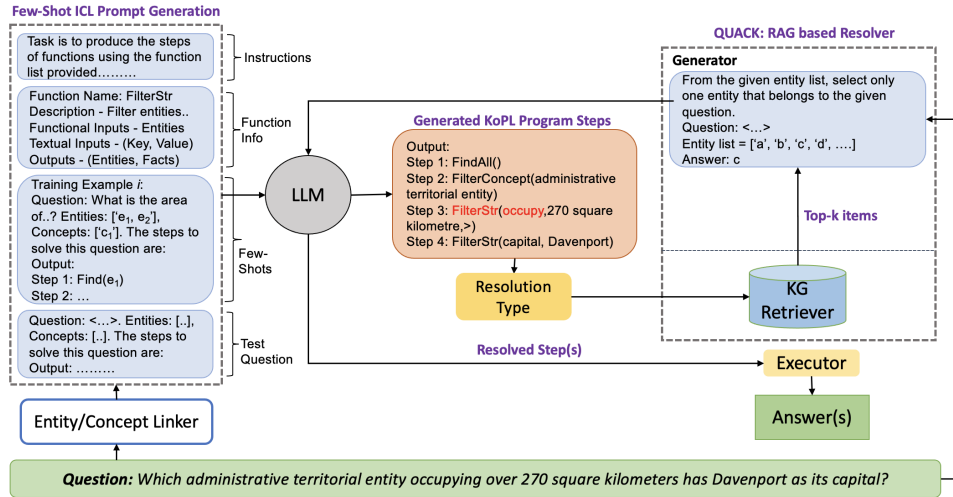 Few-Shot ICL Prompt Generation
Task is to produce the steps
of functions using the function
list provided………
Instructions
Function Name: FilterStr
Description - Filter entities..
Functional Inputs - Entities
Textual Inputs - (Key, Value)
Outputs - (Entities, Facts)
Function
Info
Training Example i:
Question: What is the area
of..? Entities: [‘e1, e2’],
Concepts: [‘c1’]. The steps to
solve this question are:
Output:
Step 1: Find(e1)
Step 2: …
Few-
Shots
Question: <…>. Entities: [..],
Concepts: [..]. The steps to
solve this question are:
Output: ………
Test
Question
Entity/Concept Linker
LLM
Generated KoPL Program Steps
Output:
Step 1: FindAll()
Step 2: FilterConcept(administrative
territorial entity)
Step 3: FilterStr(occupy,270 square
kilometre,>)
Step 4: FilterStr(capital, Davenport)
Resolution
Type
QUACK: RAG based Resolver
Generator
From the given entity list, select only
one entity that belongs to the given
question.
Question: <…>
Entity list = [‘a’, ‘b’, ‘c’, ‘d’, ….]
Answer: c
Top-k items
KG
Retriever
Resolved Step(s)
Executor
Answer(s)
Question: Which administrative territorial entity occupying over 270 square kilometers has Davenport as its capital?